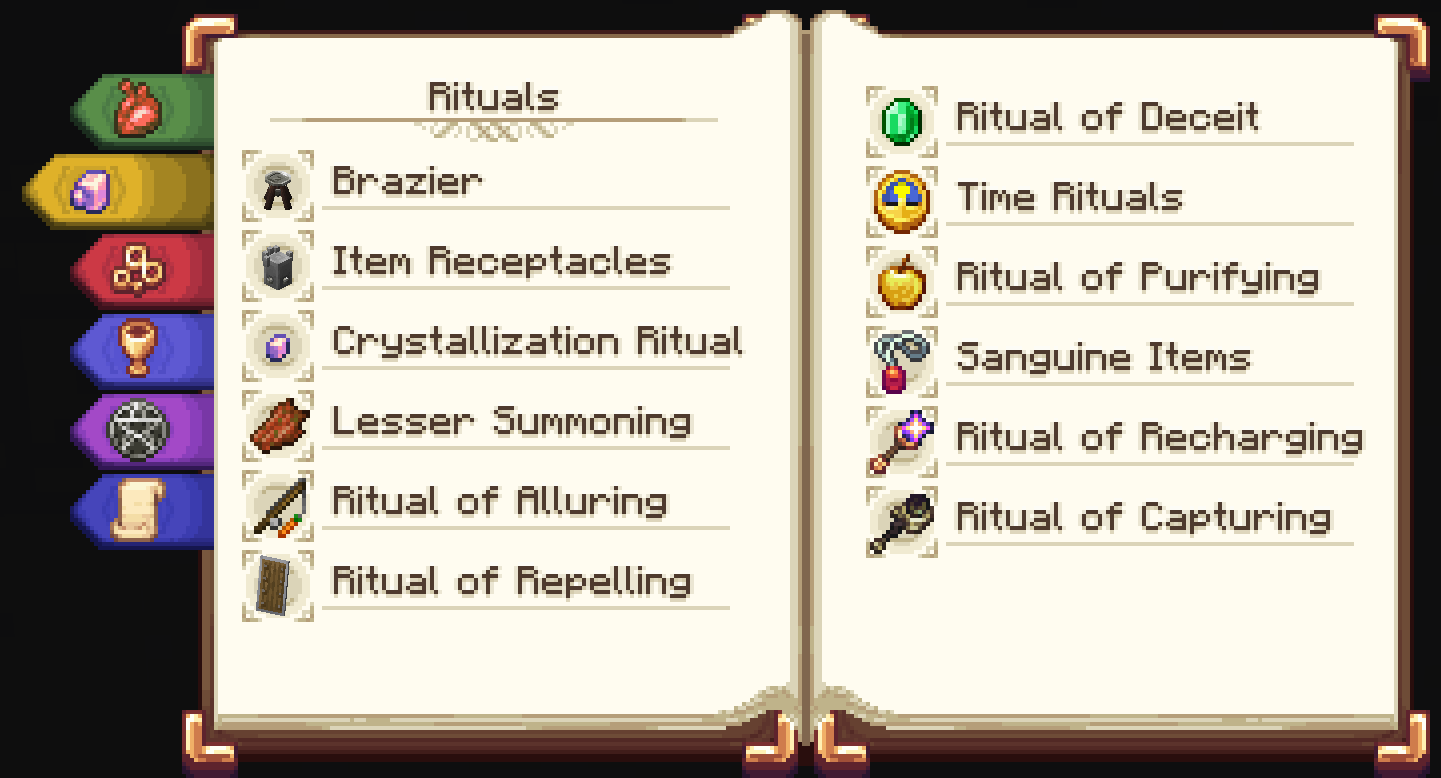 Rituals
Brazier
Item Receptacles
Crystallization Ritual
Lesser Summoning
Ritual of Alluring
Ritual of Repelling
Ritual of Deceit
Time Rituals
Ritual of Purifying
Sanguine Items
Ritual of Recharging
Ritual of Capturing